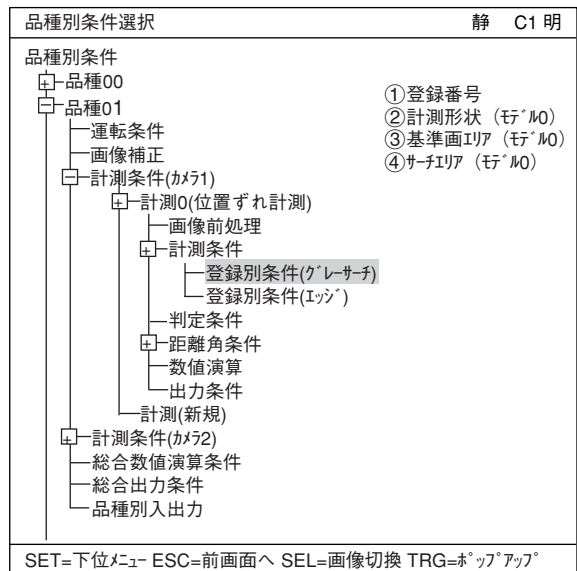 品種別条件選択 静 C1 明
品種別条件
品種00
品種01
運転条件
画像補正
計測条件(ｶﾒﾗ1)
計測0(位置ずれ計測)
画像前処理
計測条件
登録別条件(ｸﾞﾚｰｻｰﾁ)
登録別条件(ｴｯｼﾞ)
判定条件
距離角条件
数値演算
出力条件
計測(新規)
計測条件(ｶﾒﾗ2)
総合数値演算条件
総合出力条件
品種別入出力
①登録番号
②計測形状（ﾓﾃﾞﾙ0）
③基準画ｴﾘｱ（ﾓﾃﾞﾙ0）
④ｻｰﾁｴﾘｱ（ﾓﾃﾞﾙ0）
SET=下位ﾒﾆｭｰ ESC=前画面へ SEL=画像切換 TRG=ﾎﾟｯﾌﾟｱｯﾌﾟ